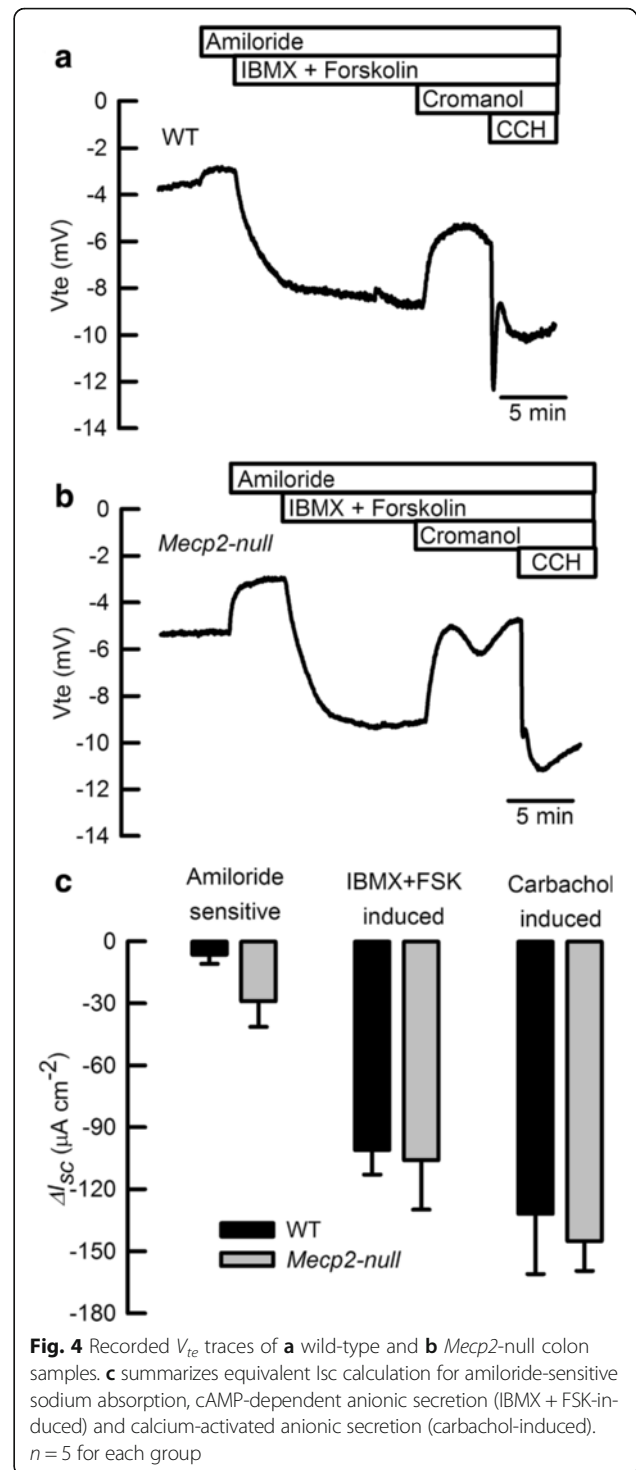 a
Amiloride
IBMX + Forskolin
Cromanol
CCH
WT
0
-2
-4
-6
-8
-10
-12
-14
Vte (mV)
5 min
b
Amiloride
IBMX + Forskolin
Cromanol
CCH
Mecp2-null
0
-2
-4
-6
-8
-10
-12
-14
Vte (mV)
5 min
c
Amiloride
sensitive
IBMX+FSK
induced
Carbachol
induced
0
-30
-60
-90
-120
-150
-180
ΔISC (µA cm-2)
WT
Mecp2-null
Fig. 4 Recorded Vte traces of a wild-type and b Mecp2-null colon
samples. c summarizes equivalent Isc calculation for amiloride-sensitive
sodium absorption, cAMP-dependent anionic secretion (IBMX + FSK-in-
duced) and calcium-activated anionic secretion (carbachol-induced).
n = 5 for each group